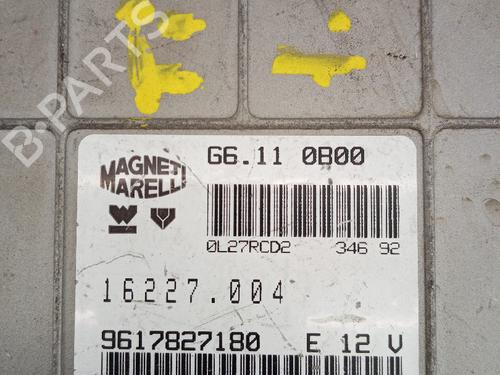 B-PARTS
MAGNETI
MARELLI
G6.11 0B00
0L27RCD2 346 92
16227.004
9617827180 E 12 V